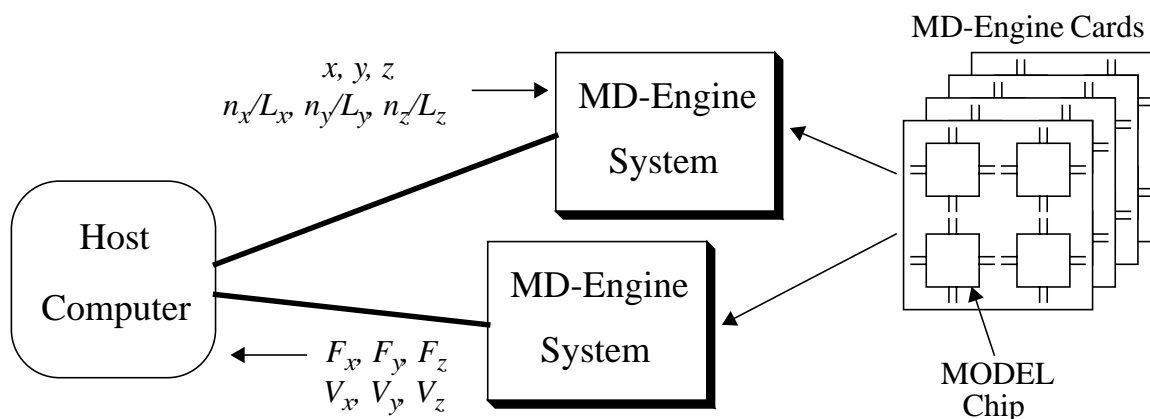 MD-Engine Cards
x, y, z
n_x/L_x, n_y/L_y, n_z/L_z
MD-Engine
System
Host
Computer
MD-Engine
System
F_x, F_y, F_z
V_x, V_y, V_z
MODEL
Chip